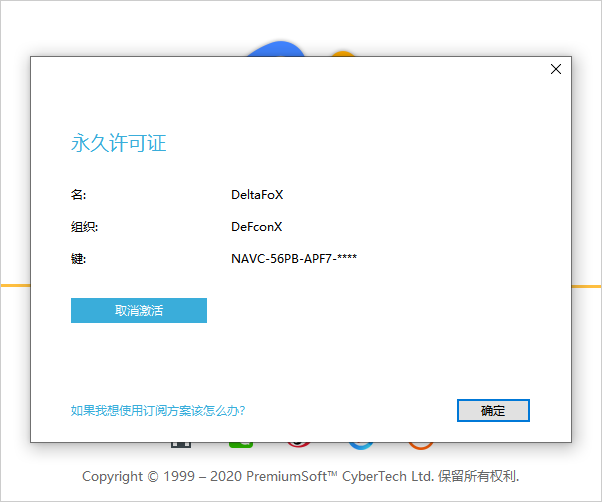 永久许可证
名: DeltaFoX
组织: DeFconX
键: NAVC-56PB-APF7-****
取消激活
如果我想使用订阅方案该怎么办?
确定
Copyright © 1999 – 2020 PremiumSoft™ CyberTech Ltd. 保留所有权利.